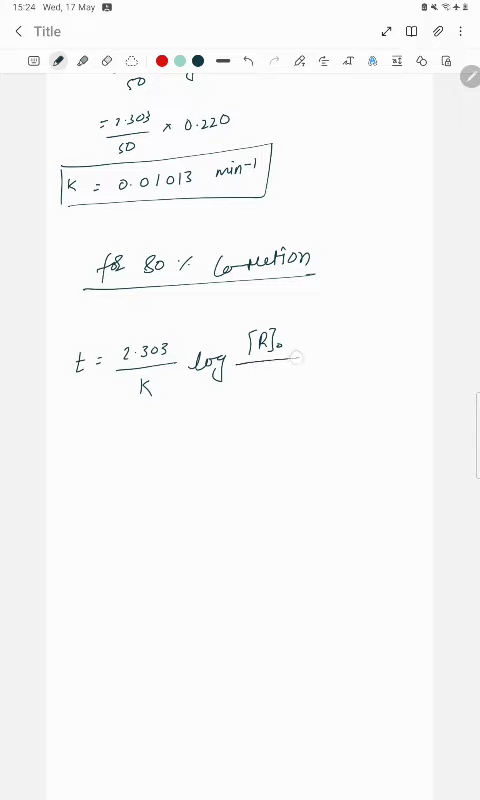 15:24 Wed, 17 May
Title
50
= 2.303 / 50 × 0.220
K = 0.01013 min-1
for 80 % Completion
t = 2.303 / K log [R]₀